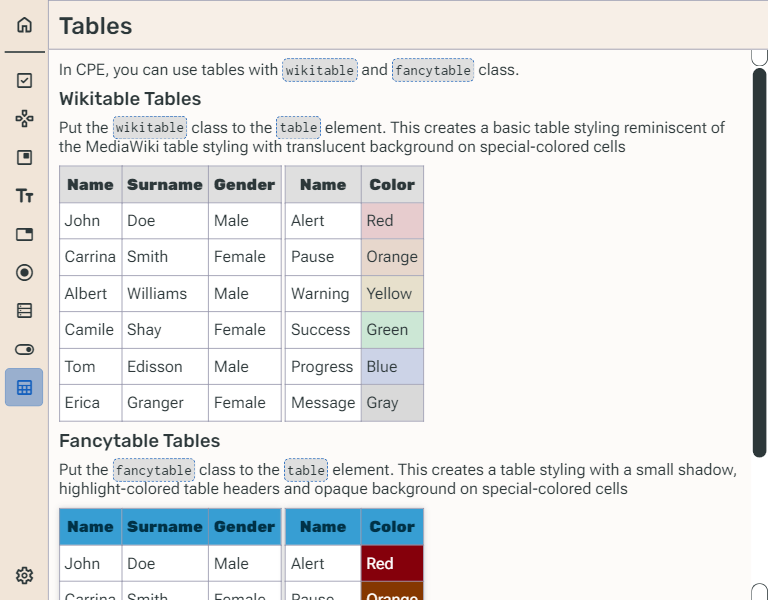 Tables
In CPE, you can use tables with wikitable and fancytable class.
Wikitable Tables
Put the wikitable class to the table element. This creates a basic table styling reminiscent of
the MediaWiki table styling with translucent background on special-colored cells
Name Surname Gender Name Color
John Doe Male Alert Red
Carrina Smith Female Pause Orange
Albert Williams Male Warning Yellow
Camile Shay Female Success Green
Tom Edisson Male Progress Blue
Erica Granger Female Message Gray
Fancytable Tables
Put the fancytable class to the table element. This creates a table styling with a small shadow,
highlight-colored table headers and opaque background on special-colored cells
Name Surname Gender Name Color
John Doe Male Alert Red
Carrina Smith Female Pause Orange